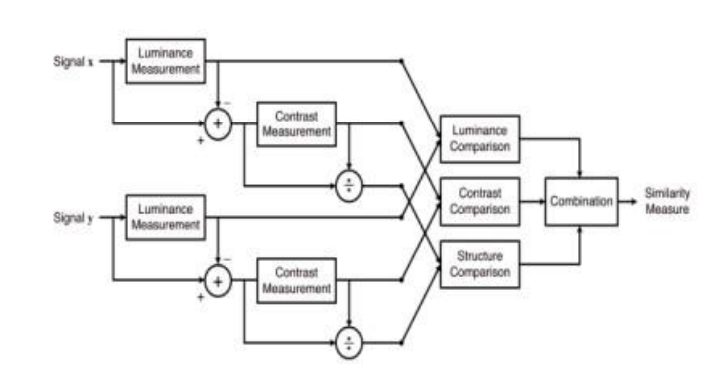 Signal x
Luminance
Measurement
−
+
+
Contrast
Measurement
÷
Signal y
Luminance
Measurement
−
+
+
Contrast
Measurement
÷
Luminance
Comparison
Contrast
Comparison
Structure
Comparison
Combination
Similarity
Measure